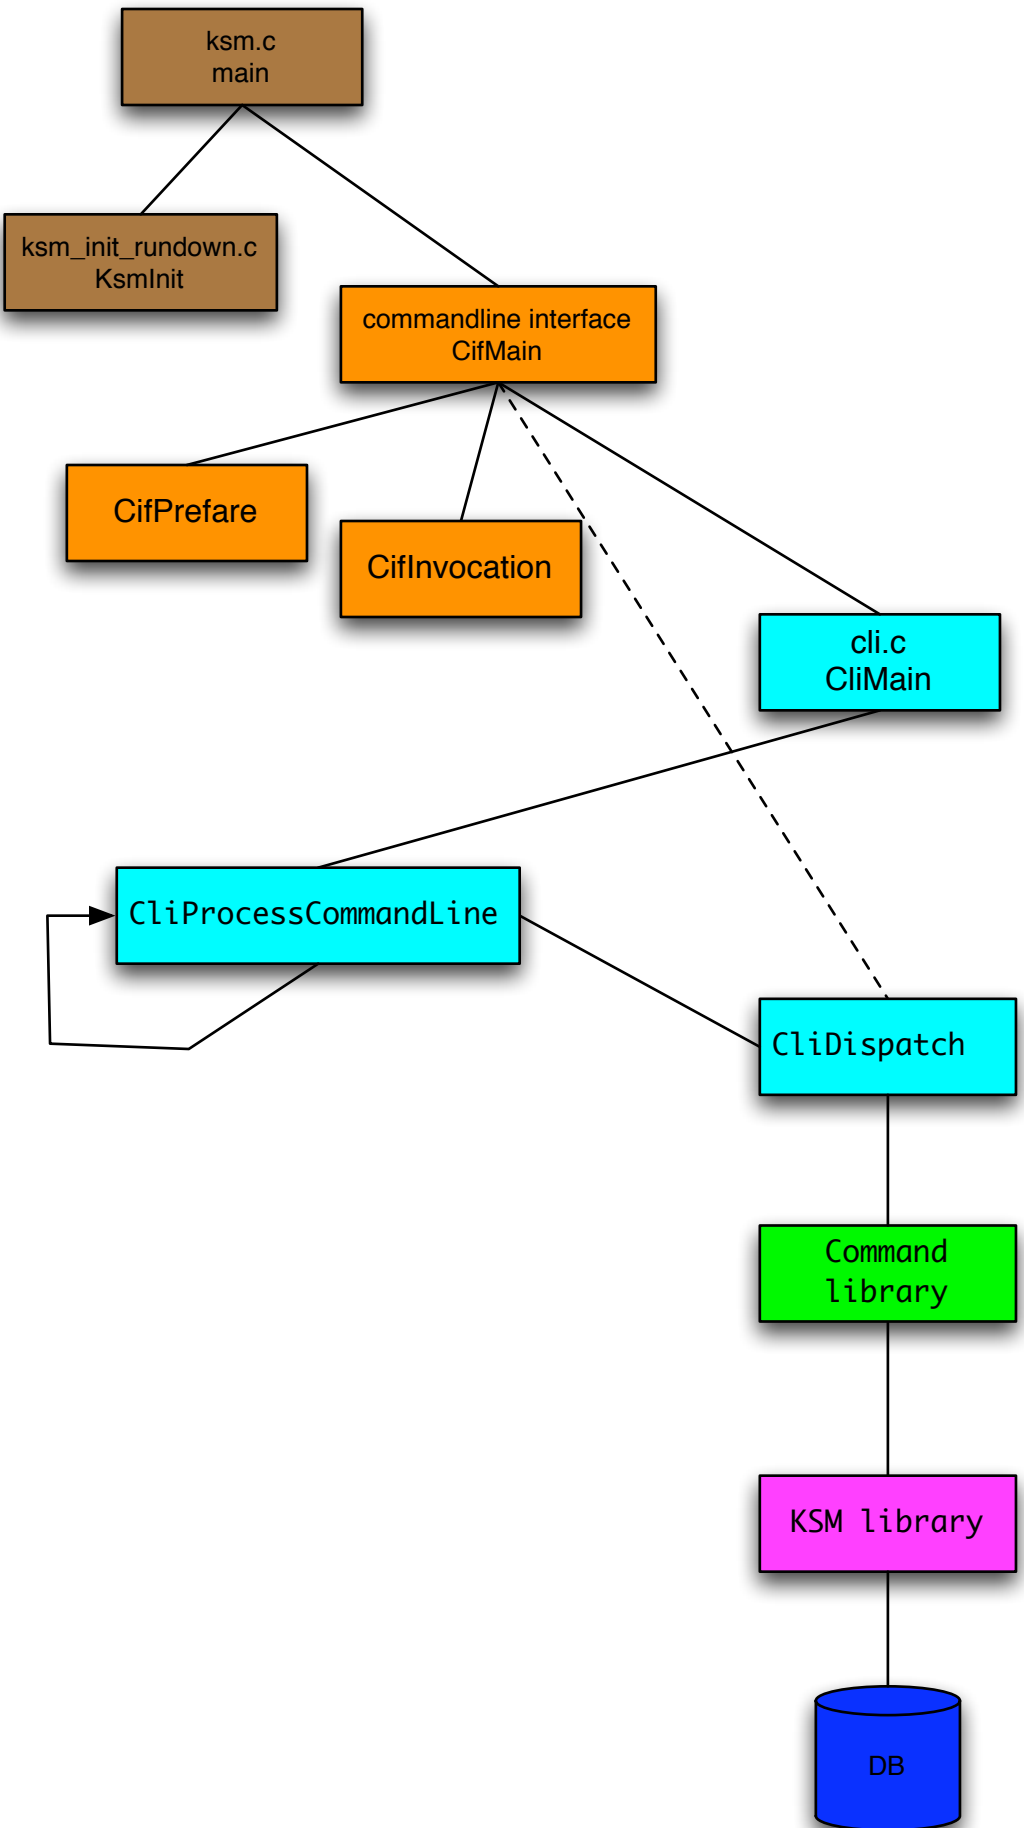 ksm.c
main
ksm_init_rundown.c
KsmInit
commandline interface
CifMain
CifPrefare
CifInvocation
cli.c
CliMain
CliProcessCommandLine
CliDispatch
Command
library
KSM library
DB